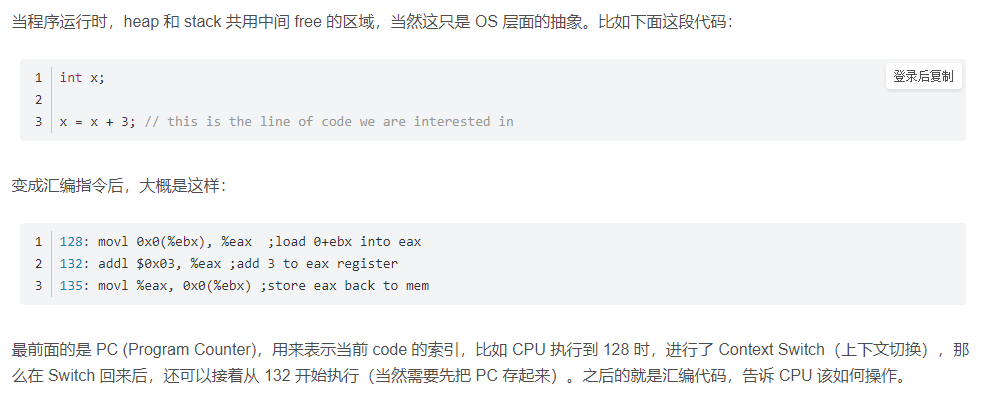 当程序运行时，heap 和 stack 共用中间 free 的区域，当然这只是 OS 层面的抽象。比如下面这段代码：
登录后复制
1 int x;
2
3 x = x + 3; // this is the line of code we are interested in
变成汇编指令后，大概是这样：
1 128: movl 0x0(%ebx), %eax  ;load 0+ebx into eax
2 132: addl $0x03, %eax ;add 3 to eax register
3 135: movl %eax, 0x0(%ebx) ;store eax back to mem
最前面的是 PC (Program Counter)，用来表示当前 code 的索引，比如 CPU 执行到 128 时，进行了 Context Switch（上下文切换），那
么在 Switch 回来后，还可以接着从 132 开始执行（当然需要先把 PC 存起来）。之后的就是汇编代码，告诉 CPU 该如何操作。